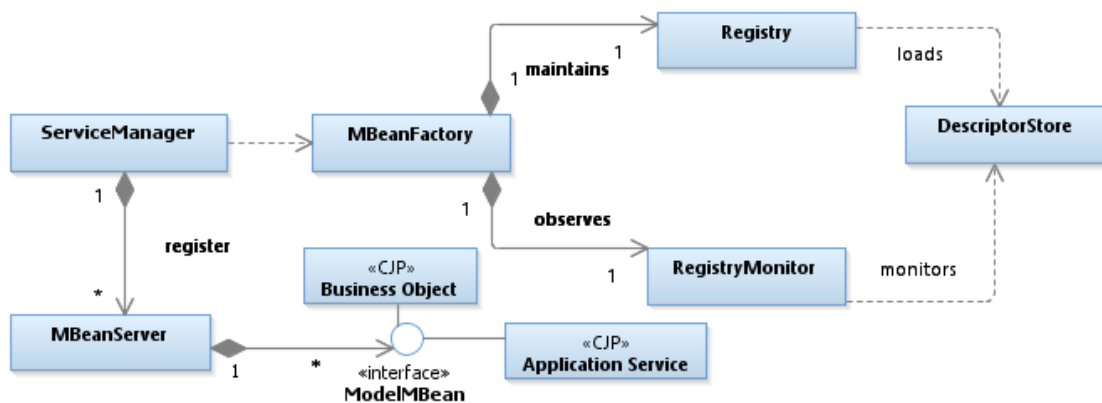 Registry
1
maintains
1
loads
ServiceManager
MBeanFactory
DescriptorStore
1
1
observes
register
1
RegistryMonitor
monitors
«CJP»
Business Object
*
MBeanServer
1
*
«interface»
ModelMBean
«CJP»
Application Service